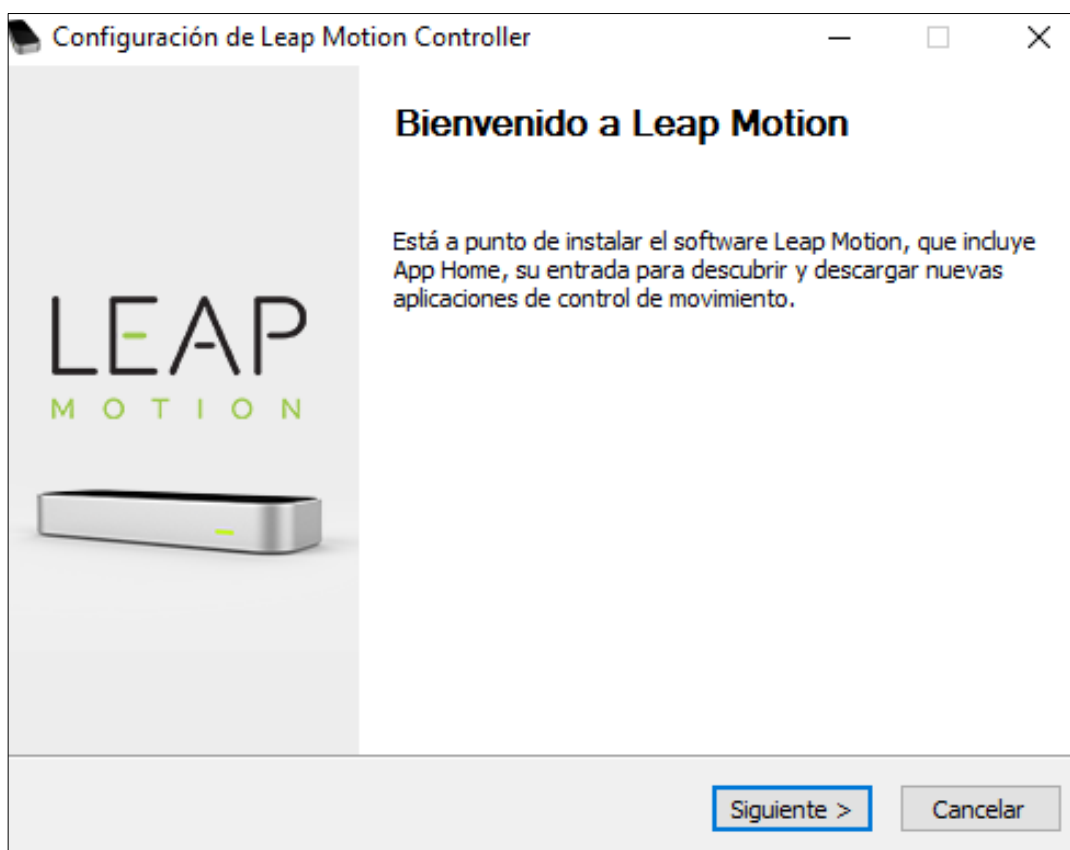 Configuración de Leap Motion Controller
Bienvenido a Leap Motion
Está a punto de instalar el software Leap Motion, que incluye
App Home, su entrada para descubrir y descargar nuevas
aplicaciones de control de movimiento.
LEAP
MOTION
Siguiente >
Cancelar